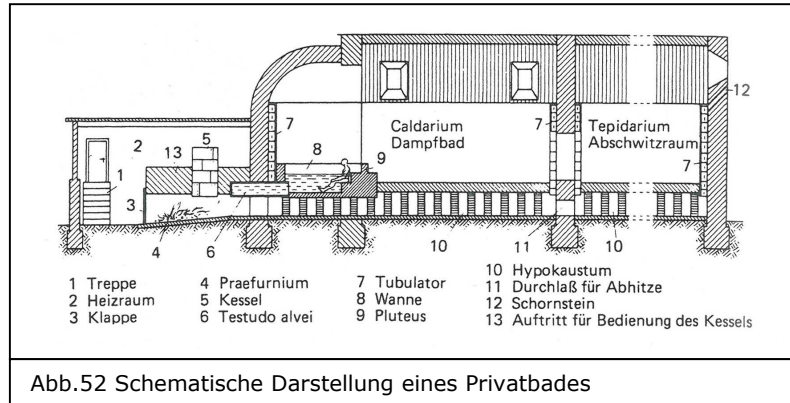 5
2
7
8
7
12
Caldarium
Dampfbad
Tepidarium
Abschwitzraum
13
9
7
1
3
4
6
10
11
10
1 Treppe
2 Heizraum
3 Klappe
4 Praefurnium
5 Kessel
6 Testudo alvei
7 Tubulator
8 Wanne
9 Pluteus
10 Hypokaustum
11 Durchlaß für Abhitze
12 Schornstein
13 Auftritt für Bedienung des Kessels
Abb.52 Schematische Darstellung eines Privatbades